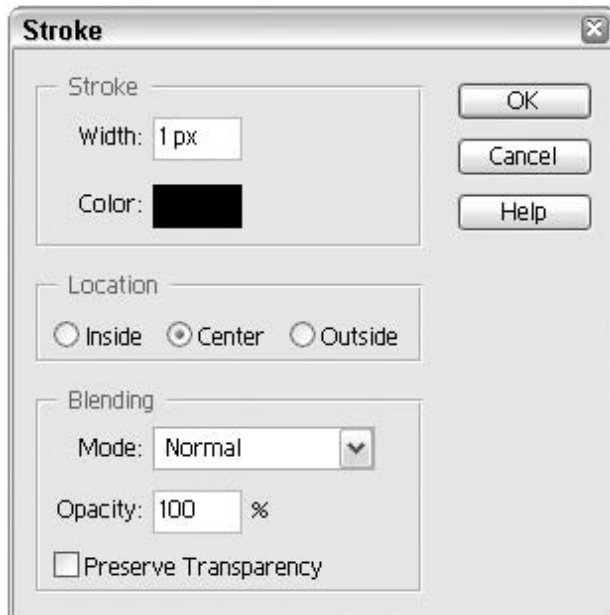 Stroke
Stroke
Width: 1 px
Color:
OK
Cancel
Help
Location
Inside Center Outside
Blending
Mode: Normal
Opacity: 100 %
Preserve Transparency